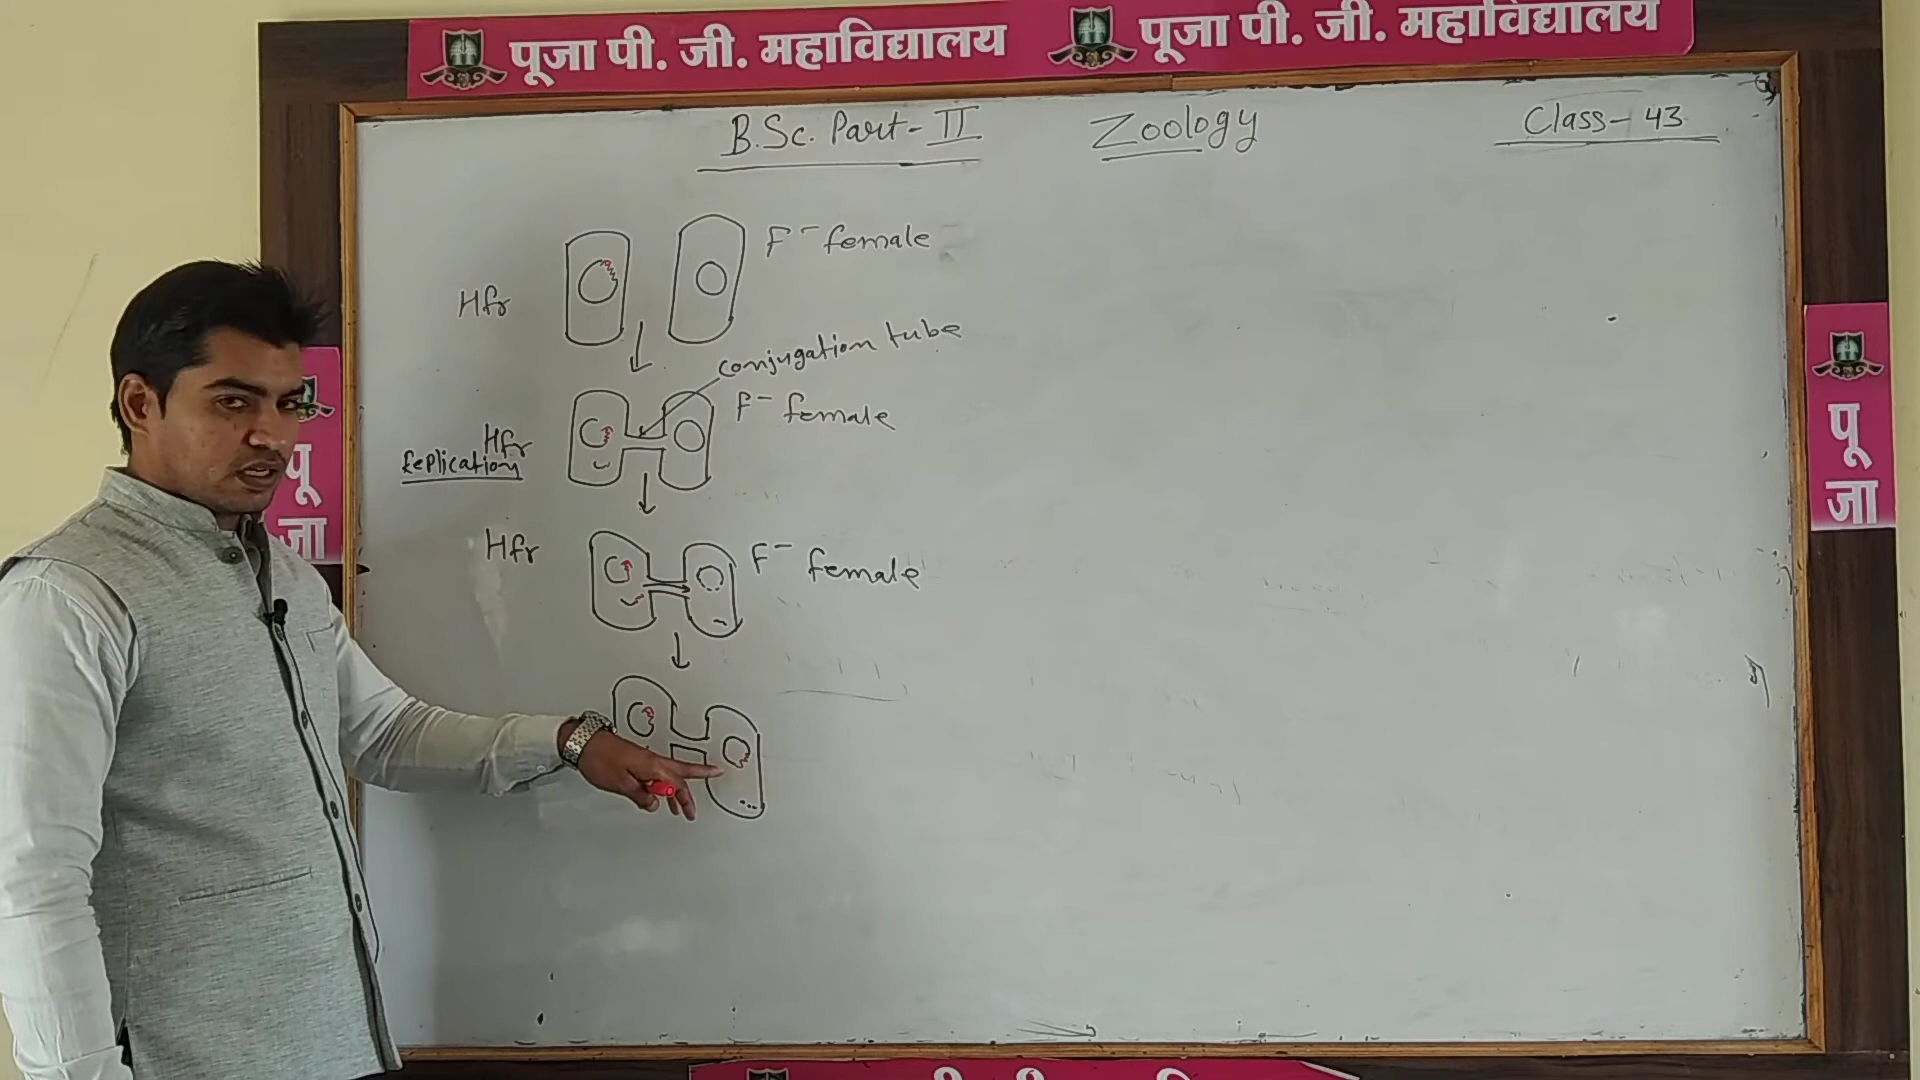 पूजा पी. जी. महाविद्यालय पूजा पी. जी. महाविद्यालय
B.Sc. Part-II Zoology Class-43
F⁻ female
Hfr
conjugation tube
F⁻ female
Hfr
Replication
Hfr
F⁻ female
पू
जा
पू
जा